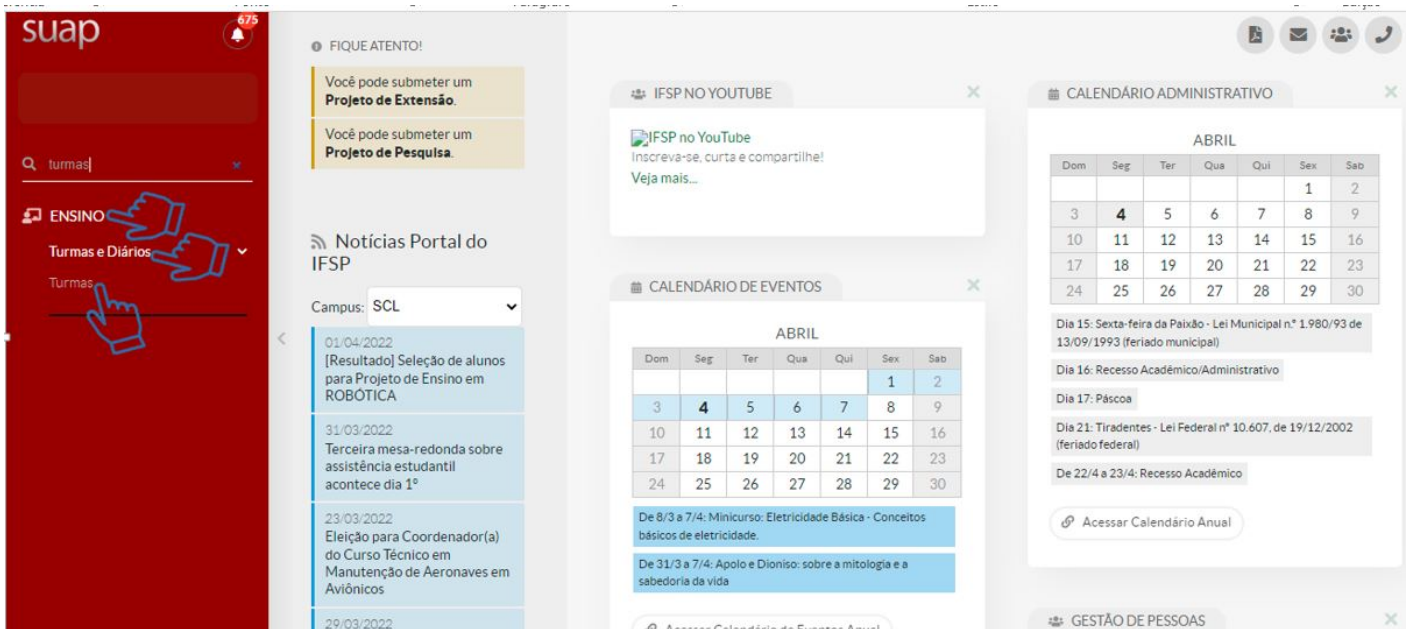 suap
675
turmas
ENSINO
Turmas e Diários
Turmas
FIQUE ATENTO!
Você pode submeter um
Projeto de Extensão.
Você pode submeter um
Projeto de Pesquisa.
Notícias Portal do
IFSP
Campus: SCL
01/04/2022
[Resultado] Seleção de alunos
para Projeto de Ensino em
ROBÓTICA
31/03/2022
Terceira mesa-redonda sobre
assistência estudantil
acontece dia 1º
23/03/2022
Eleição para Coordenador(a)
do Curso Técnico em
Manutenção de Aeronaves em
Aviônicos
29/03/2022
IFSP NO YOUTUBE
IFSP no YouTube
Inscreva-se, curta e compartilhe!
Veja mais...
CALENDÁRIO DE EVENTOS
ABRIL
Dom Seg Ter Qua Qui Sex Sab
1 2
3 4 5 6 7 8 9
10 11 12 13 14 15 16
17 18 19 20 21 22 23
24 25 26 27 28 29 30
De 8/3 a 7/4: Minicurso: Eletricidade Básica - Conceitos
básicos de eletricidade.
De 31/3 a 7/4: Apolo e Dioniso: sobre a mitologia e a
sabedoria da vida
Acessar Calendário de Eventos Anual
CALENDÁRIO ADMINISTRATIVO
ABRIL
Dom Seg Ter Qua Qui Sex Sab
1 2
3 4 5 6 7 8 9
10 11 12 13 14 15 16
17 18 19 20 21 22 23
24 25 26 27 28 29 30
Dia 15: Sexta-feira da Paixão - Lei Municipal n.º 1.980/93 de
13/09/1993 (feriado municipal)
Dia 16: Recesso Acadêmico/Administrativo
Dia 17: Páscoa
Dia 21: Tiradentes - Lei Federal nº 10.607, de 19/12/2002
(feriado federal)
De 22/4 a 23/4: Recesso Acadêmico
Acessar Calendário Anual
GESTÃO DE PESSOAS